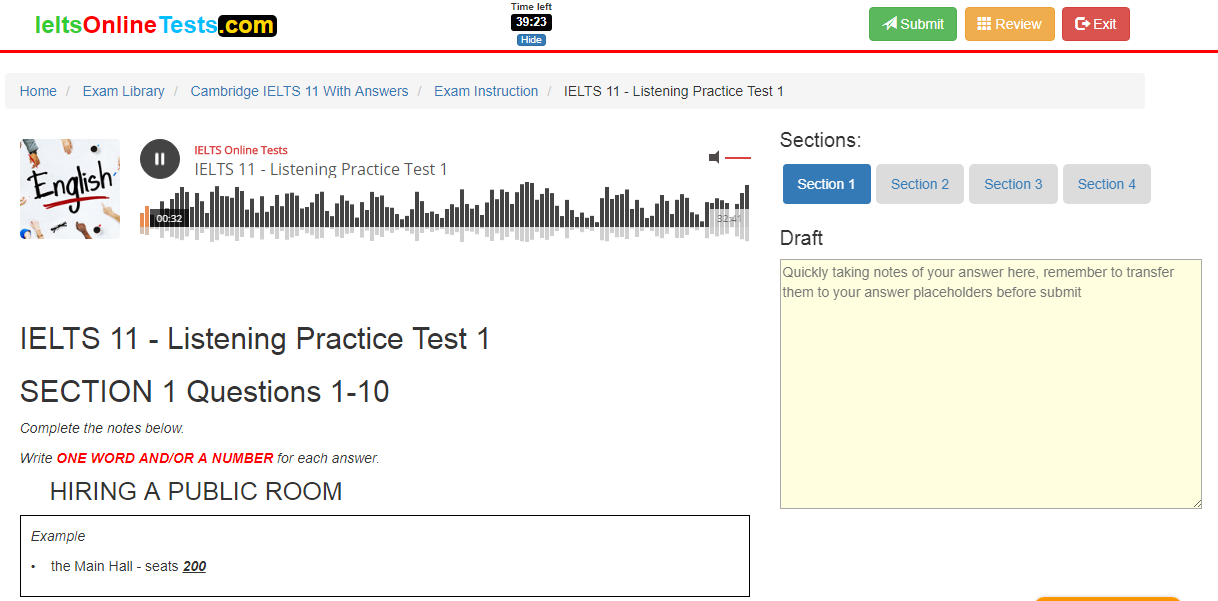 IeltsOnlineTests.com
Time left
39:23
Hide
Submit
Review
Exit
Home / Exam Library / Cambridge IELTS 11 With Answers / Exam Instruction / IELTS 11 - Listening Practice Test 1
English
IELTS Online Tests
IELTS 11 - Listening Practice Test 1
00:32
32:41
Sections:
Section 1
Section 2
Section 3
Section 4
Draft
Quickly taking notes of your answer here, remember to transfer
them to your answer placeholders before submit
IELTS 11 - Listening Practice Test 1
SECTION 1 Questions 1-10
Complete the notes below.
Write ONE WORD AND/OR A NUMBER for each answer.
HIRING A PUBLIC ROOM
Example
• the Main Hall - seats 200